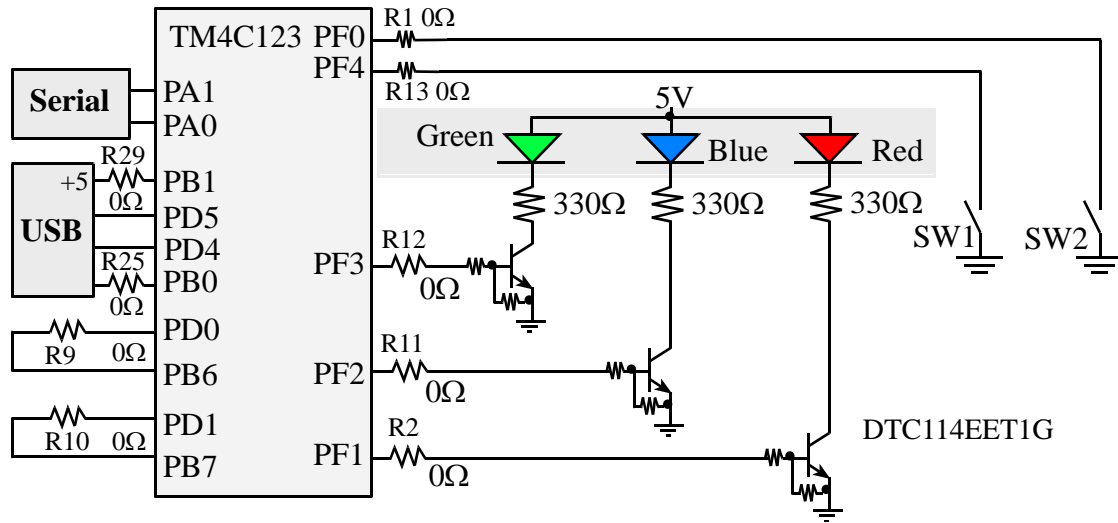 R1 0Ω
TM4C123
PF0
PF4
R13 0Ω
Serial
PA1
PA0
5V
Green
Blue
Red
R29
+5
0Ω
PB1
USB
PD5
PD4
R25
PB0
0Ω
330Ω
330Ω
330Ω
SW1
SW2
R12
PF3
0Ω
PD0
R9
0Ω
PB6
R11
PF2
0Ω
PD1
R10
0Ω
PB7
R2
PF1
0Ω
DTC114EET1G